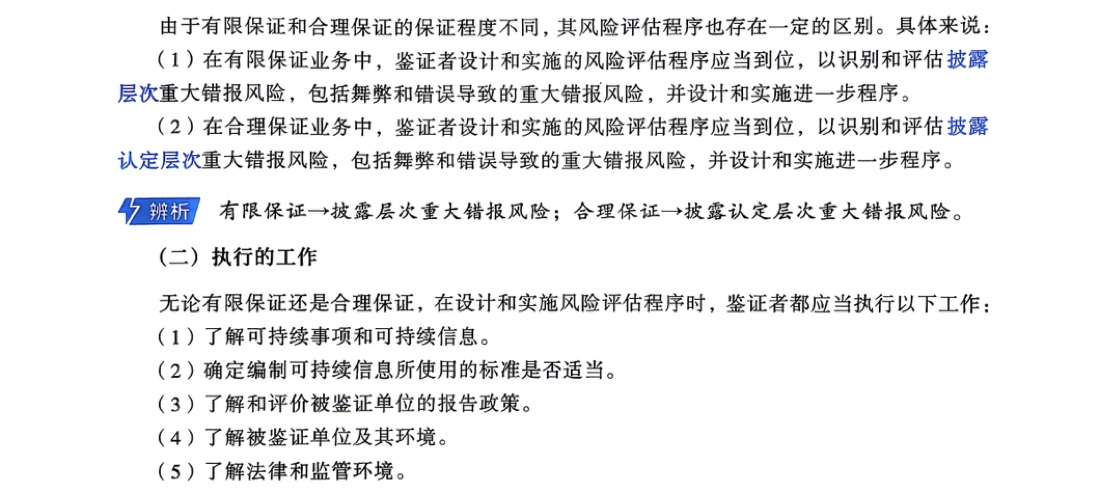 由于有限保证和合理保证的保证程度不同，其风险评估程序也存在一定的区别。具体来说：
（1）在有限保证业务中，鉴证者设计和实施的风险评估程序应当到位，以识别和评估披露
层次重大错报风险，包括舞弊和错误导致的重大错报风险，并设计和实施进一步程序。
（2）在合理保证业务中，鉴证者设计和实施的风险评估程序应当到位，以识别和评估披露
认定层次重大错报风险，包括舞弊和错误导致的重大错报风险，并设计和实施进一步程序。
辨析 有限保证→披露层次重大错报风险；合理保证→披露认定层次重大错报风险。
（二）执行的工作
无论有限保证还是合理保证，在设计和实施风险评估程序时，鉴证者都应当执行以下工作：
（1）了解可持续事项和可持续信息。
（2）确定编制可持续信息所使用的标准是否适当。
（3）了解和评价被鉴证单位的报告政策。
（4）了解被鉴证单位及其环境。
（5）了解法律和监管环境。